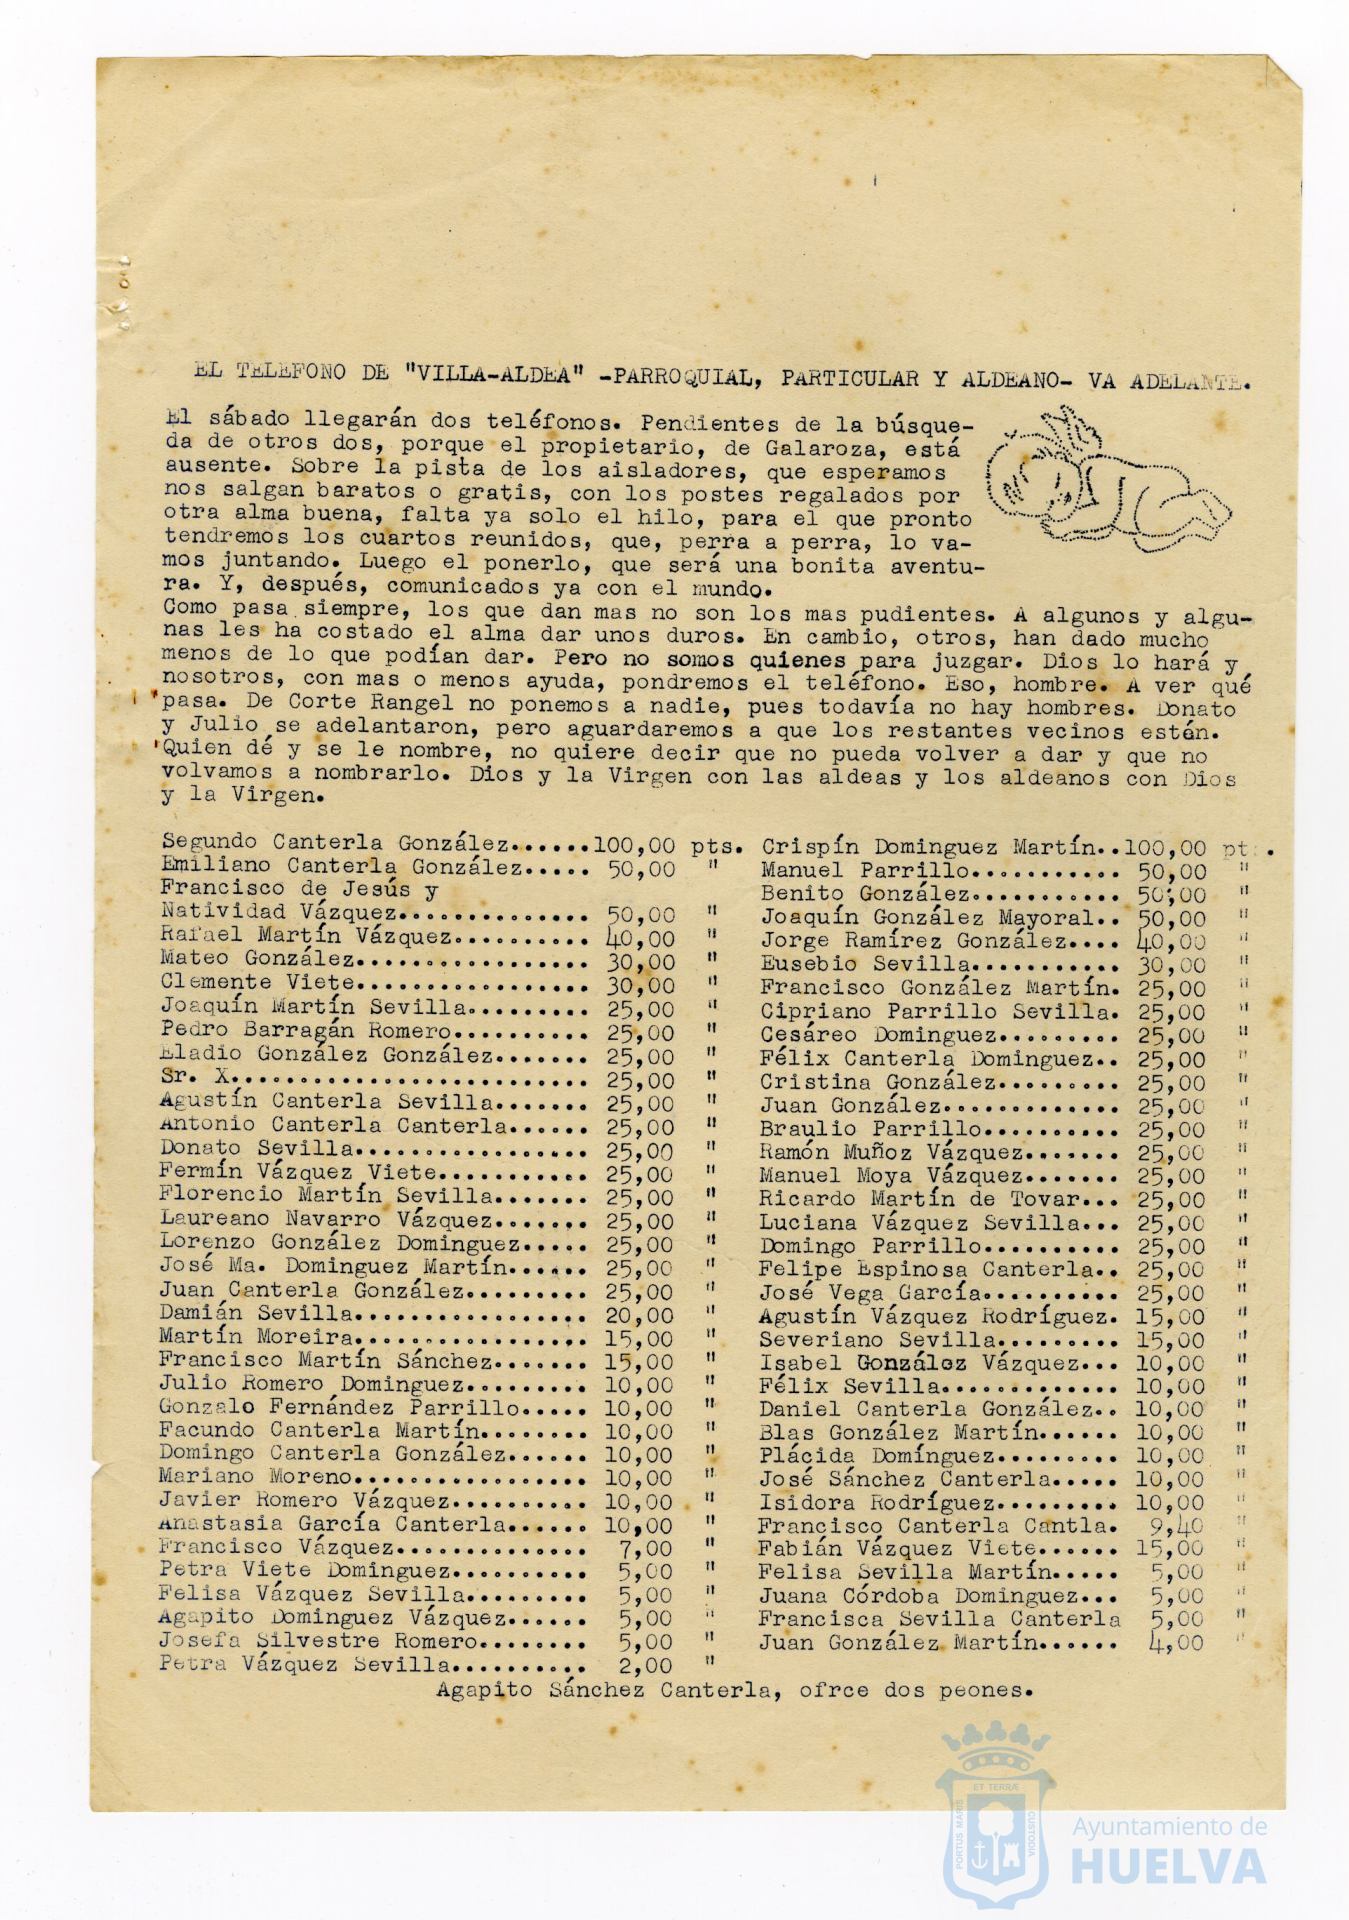 EL TELEFONO DE "VILLA-ALDEA" -PARROQUIAL, PARTICULAR Y ALDEANO- VA ADELANTE.
El sábado llegarán dos teléfonos. Pendientes de la búsque-
da de otros dos, porque el propietario, de Galaroza, está
ausente. Sobre la pista de los aisladores, que esperamos
nos salgan baratos o gratis, con los postes regalados por
otra alma buena, falta ya solo el hilo, para el que pronto
tendremos los cuartos reunidos, que, perra a perra, lo va-
mos juntando. Luego el ponerlo, que será una bonita aventu-
ra. Y, después, comunicados ya con el mundo.
Como pasa siempre, los que dan mas no son los mas pudientes. A algunos y algu-
nas les ha costado el alma dar unos duros. En cambio, otros, han dado mucho
menos de lo que podían dar. Pero no somos quienes para juzgar. Dios lo hará y
nosotros, con mas o menos ayuda, pondremos el teléfono. Eso, hombre. A ver qué
pasa. De Corte Rangel no ponemos a nadie, pues todavía no hay hombres. Donato
y Julio se adelantaron, pero aguardaremos a que los restantes vecinos estén.
Quien dé y se le nombre, no quiere decir que no pueda volver a dar y que no
volvamos a nombrarlo. Dios y la Virgen con las aldeas y los aldeanos con Dios
y la Virgen.
Segundo Canterla González......100,00 pts.
Emiliano Canterla González..... 50,00 "
Francisco de Jesús y
Natividad Vázquez.............. 50,00 "
Rafael Martín Vázquez.......... 40,00 "
Mateo González................. 30,00 "
Clemente Viete................. 30,00 "
Joaquín Martín Sevilla......... 25,00 "
Pedro Barragán Romero.......... 25,00 "
Eladio González González....... 25,00 "
Sr. X.......................... 25,00 "
Agustín Canterla Sevilla....... 25,00 "
Antonio Canterla Canterla...... 25,00 "
Donato Sevilla................. 25,00 "
Fermín Vázquez Viete........... 25,00 "
Florencio Martín Sevilla....... 25,00 "
Laureano Navarro Vázquez....... 25,00 "
Lorenzo González Dominguez..... 25,00 "
José Ma. Dominguez Martín...... 25,00 "
Juan Canterla González......... 25,00 "
Damián Sevilla................. 20,00 "
Martín Moreira................. 15,00 "
Francisco Martín Sánchez....... 15,00 "
Julio Romero Dominguez......... 10,00 "
Gonzalo Fernández Parrillo..... 10,00 "
Facundo Canterla Martín........ 10,00 "
Domingo Canterla González...... 10,00 "
Mariano Moreno................. 10,00 "
Javier Romero Vázquez.......... 10,00 "
Anastasia García Canterla...... 10,00 "
Francisco Vázquez.............. 7,00 "
Petra Viete Dominguez.......... 5,00 "
Felisa Vázquez Sevilla......... 5,00 "
Agapito Dominguez Vázquez...... 5,00 "
Josefa Silvestre Romero........ 5,00 "
Petra Vázquez Sevilla.......... 2,00 "
Crispín Dominguez Martín..100,00 pt .
Manuel Parrillo........... 50,00 "
Benito González........... 50,00 "
Joaquín González Mayoral.. 50,00 "
Jorge Ramírez González.... 40,00 "
Eusebio Sevilla........... 30,00 "
Francisco González Martín. 25,00 "
Cipriano Parrillo Sevilla. 25,00 "
Cesáreo Dominguez......... 25,00 "
Félix Canterla Dominguez.. 25,00 "
Cristina González......... 25,00 "
Juan González............. 25,00 "
Braulio Parrillo.......... 25,00 "
Ramón Muñoz Vázquez....... 25,00 "
Manuel Moya Vázquez....... 25,00 "
Ricardo Martín de Tovar... 25,00 "
Luciana Vázquez Sevilla... 25,00 "
Domingo Parrillo.......... 25,00 "
Felipe Espinosa Canterla.. 25,00 "
José Vega García.......... 25,00 "
Agustín Vázquez Rodríguez. 15,00 "
Severiano Sevilla......... 15,00 "
Isabel González Vázquez... 10,00 "
Félix Sevilla............. 10,00 "
Daniel Canterla González.. 10,00 "
Blas González Martín...... 10,00 "
Plácida Domínguez......... 10,00 "
José Sánchez Canterla..... 10,00 "
Isidora Rodríguez......... 10,00 "
Francisco Canterla Cantla. 9,40 "
Fabián Vázquez Viete...... 15,00 "
Felisa Sevilla Martín..... 5,00 "
Juana Córdoba Dominguez... 5,00 "
Francisca Sevilla Canterla 5,00 "
Juan González Martín...... 4,00 "
Agapito Sánchez Canterla, ofrce dos peones.
PORTUS MARIS
ET TERRÆ
CUSTODIA
Ayuntamiento de
HUELVA